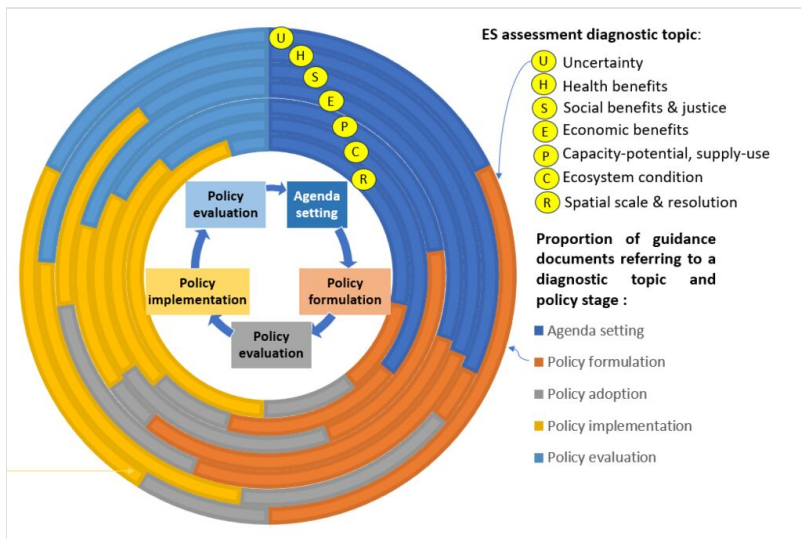 ES assessment diagnostic topic:
U Uncertainty
H Health benefits
S Social benefits & justice
E Economic benefits
P Capacity-potential, supply-use
C Ecosystem condition
R Spatial scale & resolution
Proportion of guidance
documents referring to a
diagnostic topic and
policy stage :
Agenda setting
Policy formulation
Policy adoption
Policy implementation
Policy evaluation
U
H
S
E
P
C
R
Policy
evaluation
Agenda
setting
Policy
implementation
Policy
formulation
Policy
evaluation